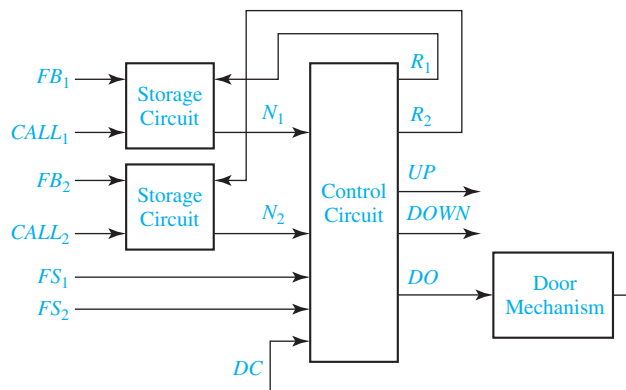 FB₁
CALL₁
Storage
Circuit
N₁
FB₂
CALL₂
Storage
Circuit
N₂
FS₁
FS₂
DC
Control
Circuit
R₁
R₂
UP
DOWN
DO
Door
Mechanism